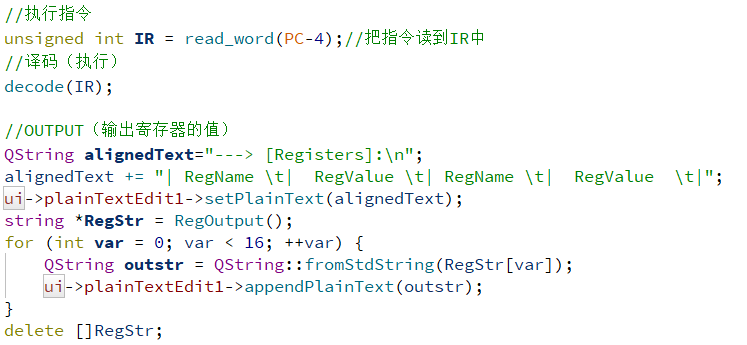 //执行指令
unsigned int IR = read_word(PC-4);//把指令读到IR中
//译码（执行）
decode(IR);
//OUTPUT（输出寄存器的值）
QString alignedText="---> [Registers]:\n";
alignedText += "| RegName \t|  RegValue \t| RegName \t|  RegValue  \t|";
ui->plainTextEdit1->setPlainText(alignedText);
string *RegStr = RegOutput();
for (int var = 0; var < 16; ++var) {
    QString outstr = QString::fromStdString(RegStr[var]);
    ui->plainTextEdit1->appendPlainText(outstr);
}
delete []RegStr;